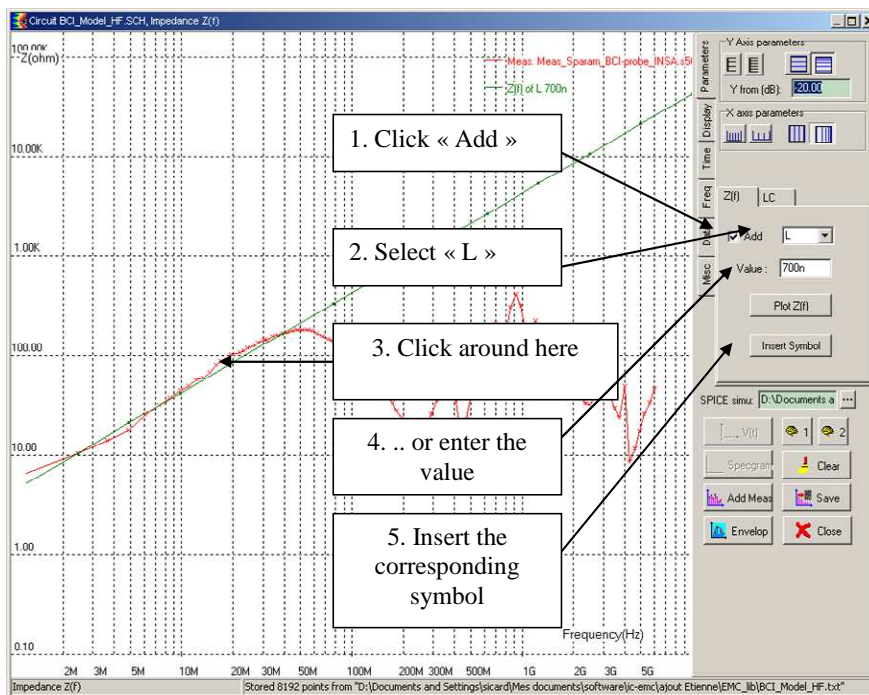 Circuit BCI_Model_HF.SCH, Impedance Z(f)
100.00K
Z(ohm)
Meas. Meas_Sparam_BCI-probe_INSA.s50
Z(f) of L 700n
10.00K
1.00K
100.00
10.00
1.00
0.10
1. Click « Add »
2. Select « L »
3. Click around here
4. .. or enter the
value
5. Insert the
corresponding
symbol
Frequency(Hz)
2M 3M 5M 10M 20M 30M 50M 100M 200M 300M 500M 1G 2G 3G 5G
Parameters
Display
Time
Freq
Misc
Y Axis parameters
Y from (dB): -20.00
X axis parameters
Z(f) LC
Add L
Value : 700n
Plot Z(f)
Insert Symbol
SPICE simu: D:\Documents a ...
V(t) 1 2
Specgram Clear
Add Meas Save
Envelop Close
Impedance Z(f)
Stored 8192 points from "D:\Documents and Settings\sicard\Mes documents\software\ic-emc\ajout Etienne\EMC_lib\BCI_Model_HF.txt"